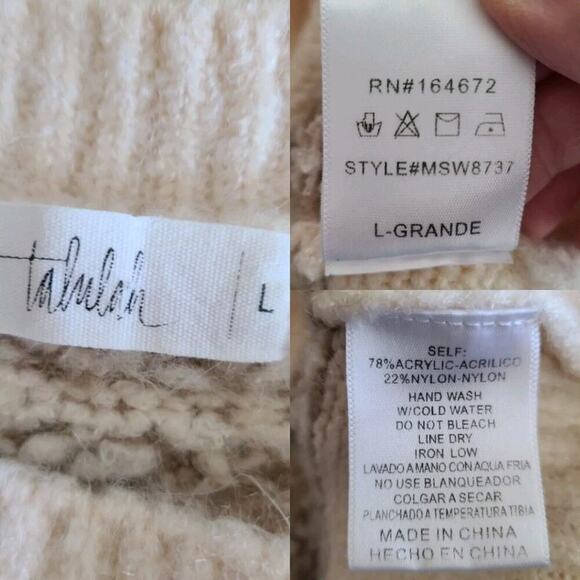 Tabulah
L
RN#164672
STYLE#MSW8737
L-GRANDE
SELF:
78%ACRYLIC-ACRILICO
22%NYLON-NYLON
HAND WASH
W/COLD WATER
DO NOT BLEACH
LINE DRY
IRON LOW
LAVADO A MANO CON AQUA FRIA
NO USE BLANQUEADOR
COLGAR A SECAR
PLANCHADO A TEMPERATURA TIBIA
MADE IN CHINA
HECHO EN CHINA